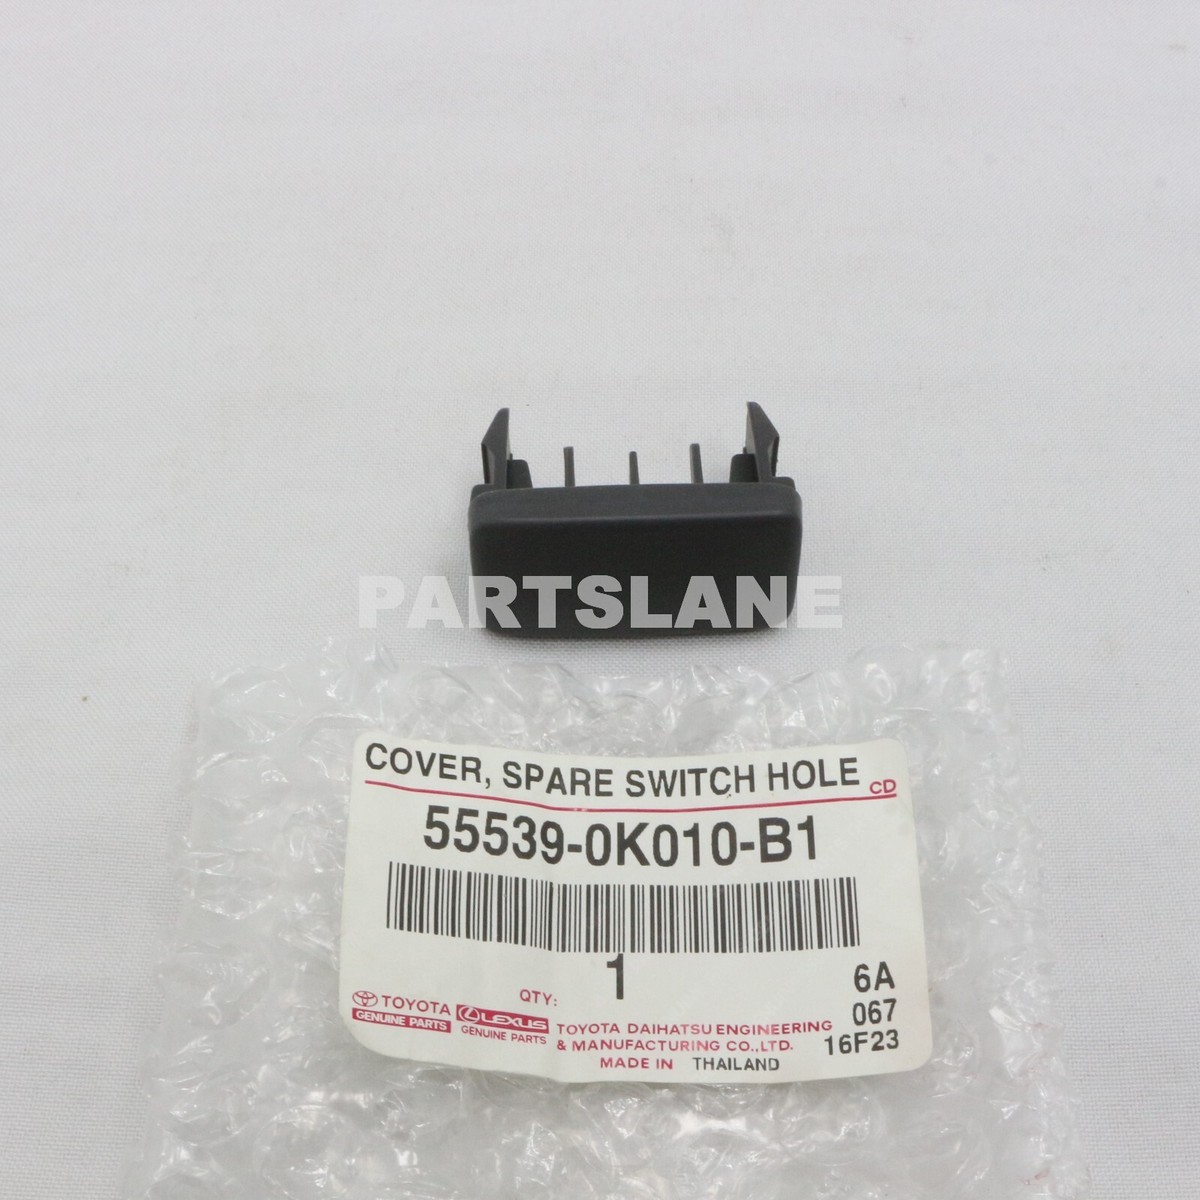 PARTSLANE
COVER, SPARE SWITCH HOLE CD
55539-0K010-B1
QTY: 1 6A
TOYOTA LEXUS 067
GENUINE PARTS GENUINE PARTS TOYOTA DAIHATSU ENGINEERING
& MANUFACTURING CO.,LTD. 16F23
MADE IN THAILAND